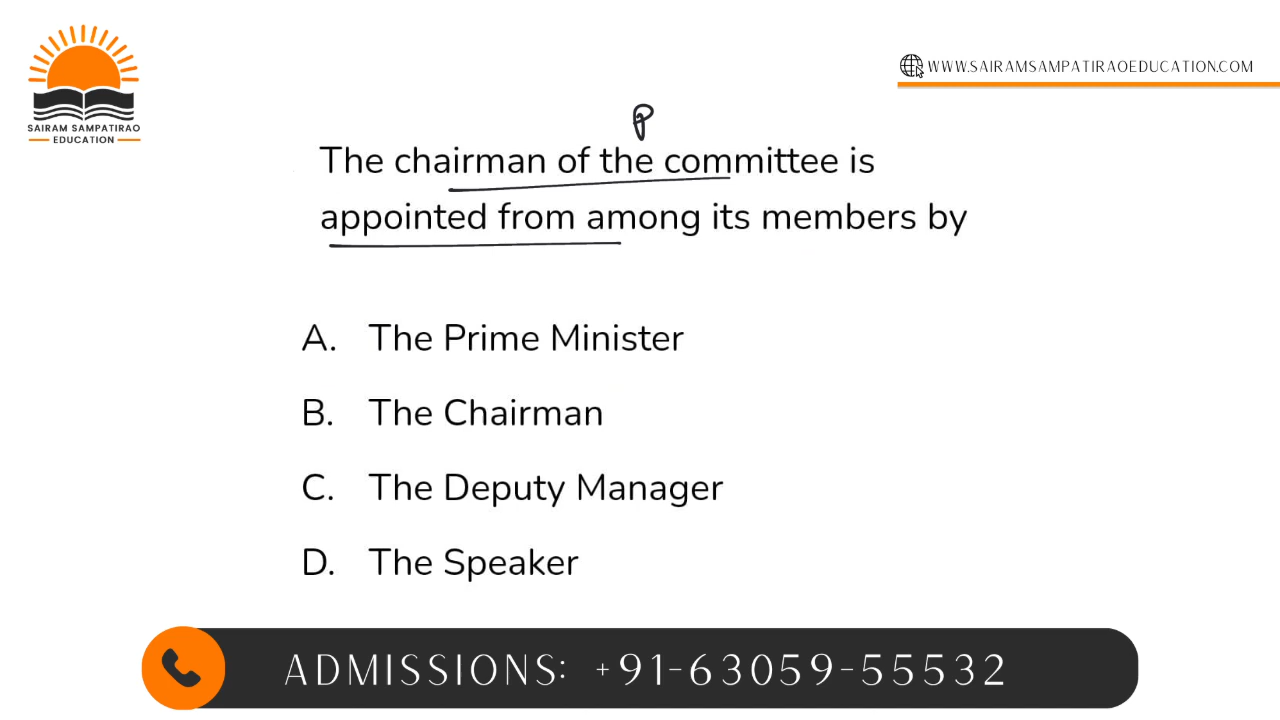 SAIRAM SAMPATIRAO
EDUCATION
WWW.SAIRAMSAMPATIRAOEDUCATION.COM
P
The chairman of the committee is
appointed from among its members by
A. The Prime Minister
B. The Chairman
C. The Deputy Manager
D. The Speaker
ADMISSIONS: +91-63059-55532